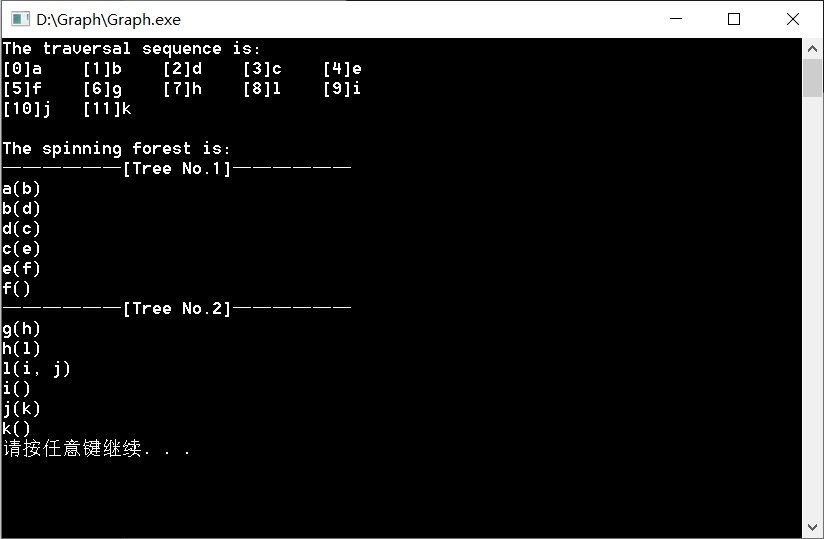 D:\Graph\Graph.exe
The traversal sequence is:
[0]a [1]b [2]d [3]c [4]e
[5]f [6]g [7]h [8]l [9]i
[10]j [11]k
The spinning forest is:
——————[Tree No.1]——————
a(b)
b(d)
d(c)
c(e)
e(f)
f()
——————[Tree No.2]——————
g(h)
h(l)
l(i, j)
i()
j(k)
k()
请按任意键继续. . .